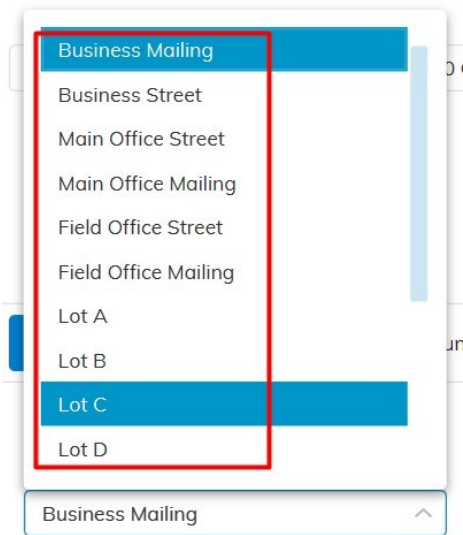 Business Mailing
Business Street
Main Office Street
Main Office Mailing
Field Office Street
Field Office Mailing
Lot A
Lot B
Lot C
Lot D
Business Mailing